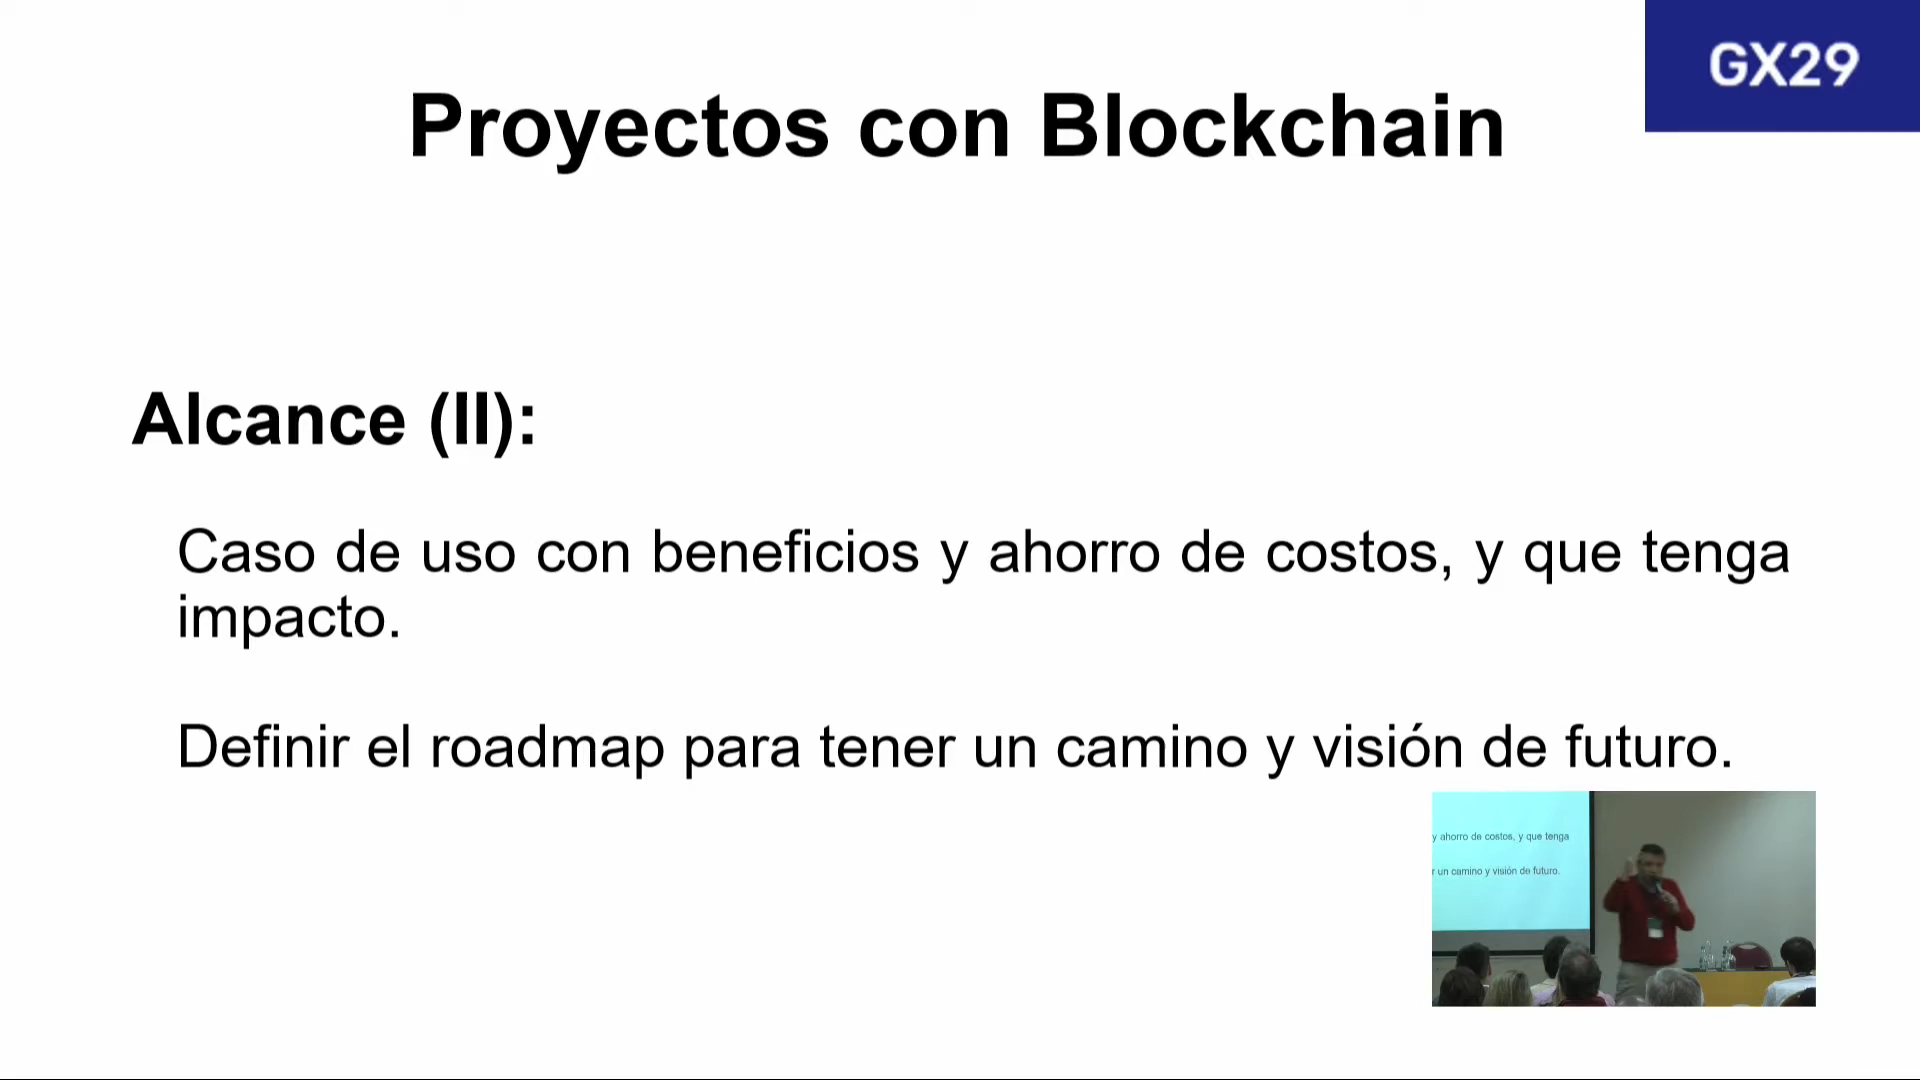 GX29
Proyectos con Blockchain
Alcance (II):
Caso de uso con beneficios y ahorro de costos, y que tenga
impacto.
Definir el roadmap para tener un camino y visión de futuro.
y ahorro de costos, y que tenga
r un camino y visión de futuro.